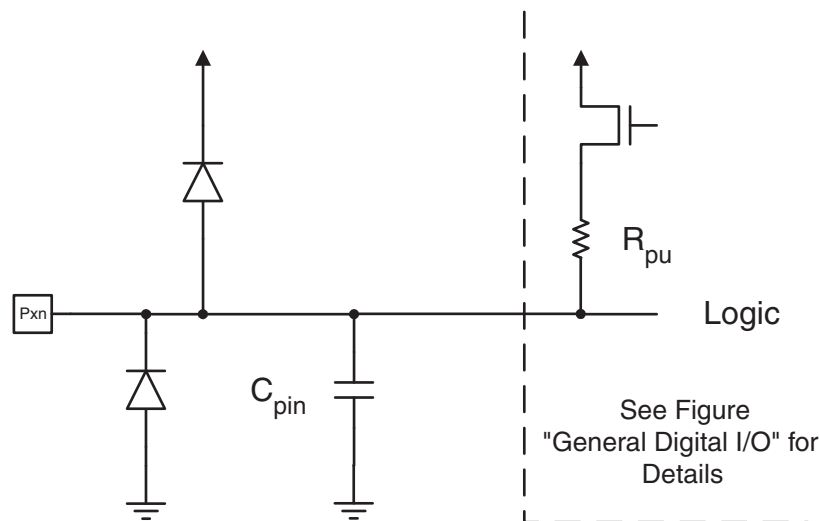 R_pu
Pxn
Logic
C_pin
See Figure
"General Digital I/O" for
Details